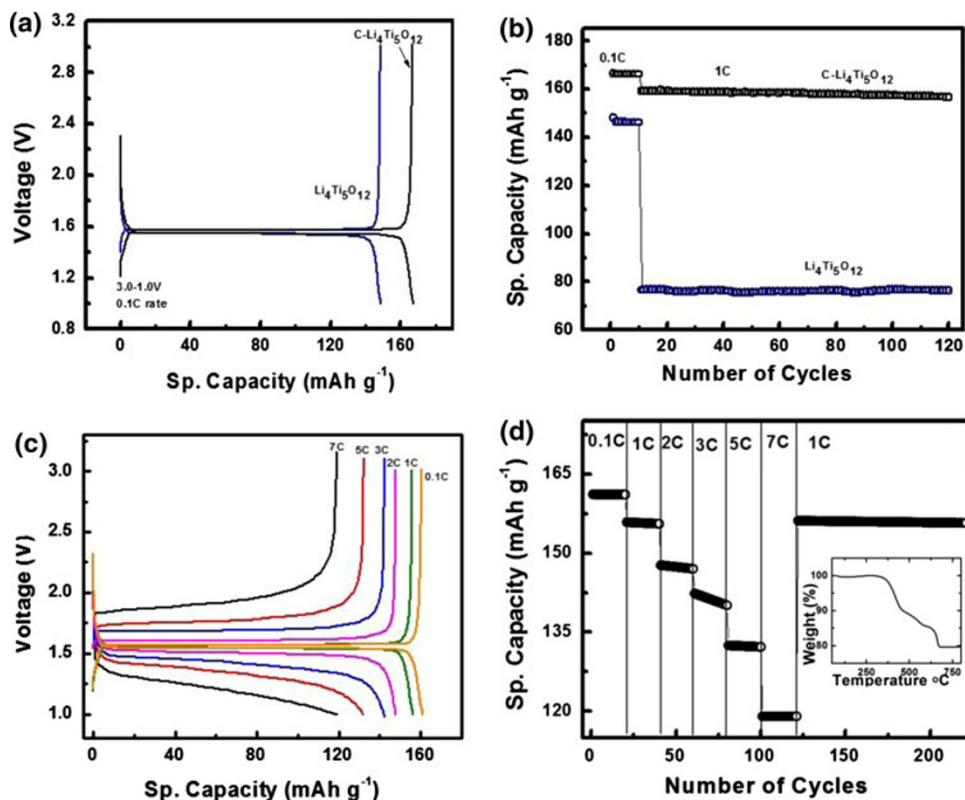 (a)
3.2
2.8
2.4
2.0
1.6
1.2
0.8
Voltage (V)
C-Li₄Ti₅O₁₂
Li₄Ti₅O₁₂
3.0-1.0V
0.1C rate
0 40 80 120 160
Sp. Capacity (mAh g⁻¹)
(b)
180
160
140
120
100
80
60
Sp. Capacity (mAh g⁻¹)
0.1C
1C
C-Li₄Ti₅O₁₂
Li₄Ti₅O₁₂
0 20 40 60 80 100 120
Number of Cycles
(c)
3.0
2.5
2.0
1.5
1.0
Voltage (V)
7C 5C 3C 2C 1C 0.1C
0 40 80 120 160
Sp. Capacity (mAh g⁻¹)
(d)
165
150
135
120
Sp. Capacity (mAh g⁻¹)
0.1C 1C 2C 3C 5C 7C 1C
100
90
80
Weight (%)
250 500 750
Temperature °C
0 50 100 150 200
Number of Cycles